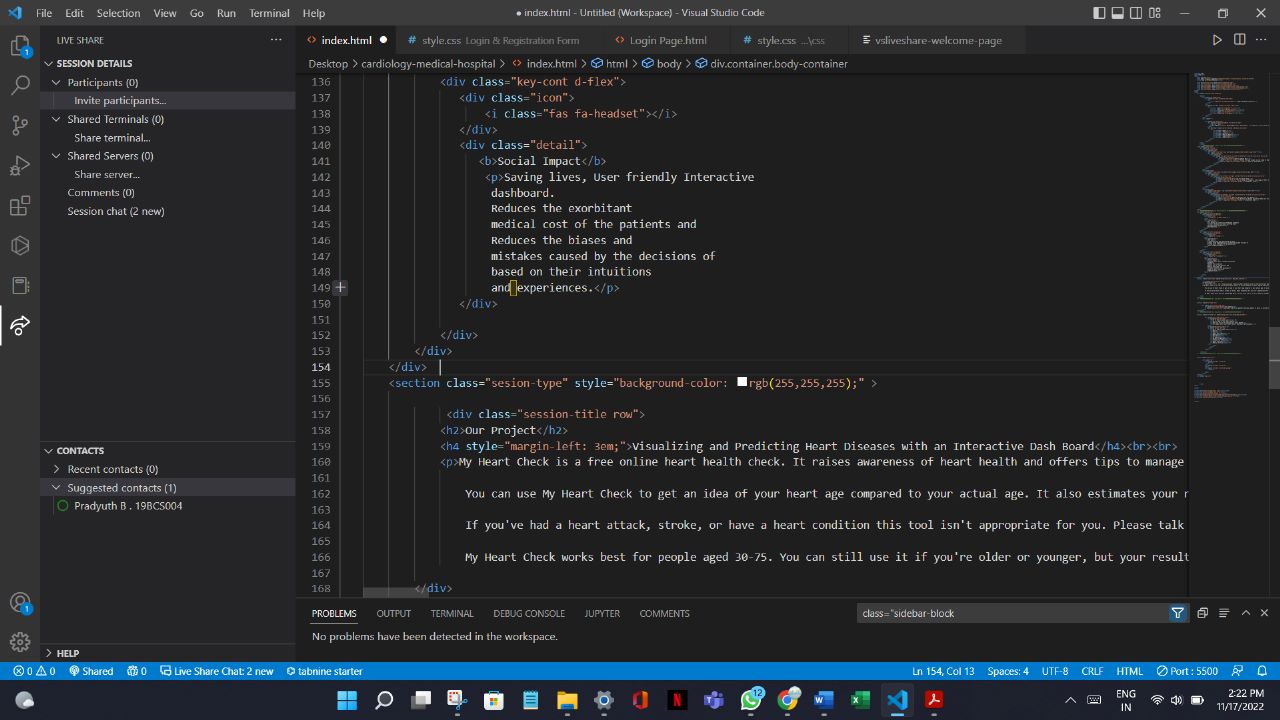 File Edit Selection View Go Run Terminal Help
● index.html - Untitled (Workspace) - Visual Studio Code
LIVE SHARE ···
index.html ●
style.css Login & Registration Form
Login Page.html
style.css ...\css
vsliveshare-welcome-page
SESSION DETAILS
Participants (0)
Invite participants...
Shared Terminals (0)
Share terminal...
Shared Servers (0)
Share server...
Comments (0)
Session chat (2 new)
CONTACTS
Recent contacts (0)
Suggested contacts (1)
Pradyuth B . 19BCS004
HELP
Desktop > cardiology-medical-hospital > index.html > html > body > div.container.body-container
136 <div class="key-cont d-flex">
137 <div class="icon">
138 <i class="fas fa-headset"></i>
139 </div>
140 <div class="detail">
141 <b>Social Impact</b>
142 <p>Saving Lives, User friendly Interactive
143 dashboard.
144 Reduces the exorbitant
145 medical cost of the patients and
146 Reduces the biases and
147 misuses caused by the decisions of
148 based on their intuitions
149 and experiences.</p>
150 </div>
151
152 </div>
153 </div>
154 </div>
155 <section class="section-type" style="background-color: rgb(255,255,255);" >
156
157 <div class="session-title row">
158 <h2>Our Project</h2>
159 <h4 style="margin-left: 3em;">Visualizing and Predicting Heart Diseases with an Interactive Dash Board</h4><br><br>
160 <p>My Heart Check is a free online heart health check. It raises awareness of heart health and offers tips to manage
161
162 You can use My Heart Check to get an idea of your heart age compared to your actual age. It also estimates your r
163
164 If you've had a heart attack, stroke, or have a heart condition this tool isn't appropriate for you. Please talk
165
166 My Heart Check works best for people aged 30-75. You can still use it if you're older or younger, but your result
167
168 </div>
PROBLEMS OUTPUT TERMINAL DEBUG CONSOLE JUPYTER COMMENTS
class="sidebar-block
No problems have been detected in the workspace.
0 0 Shared 0 Live Share Chat: 2 new tabnine starter
Ln 154, Col 13 Spaces: 4 UTF-8 CRLF HTML Port : 5500
12
ENG
IN
2:22 PM
11/17/2022